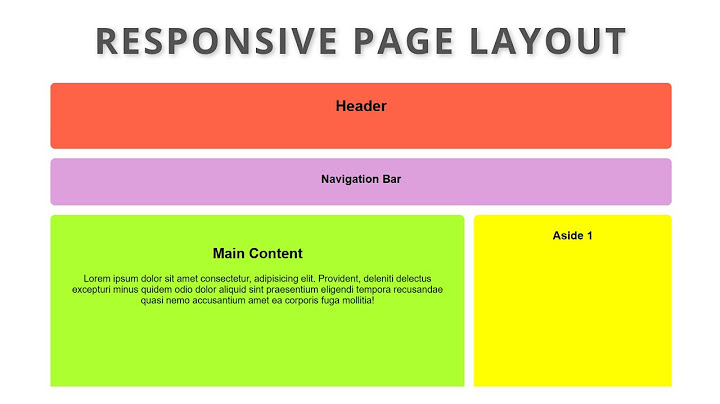 RESPONSIVE PAGE LAYOUT
Header
Navigation Bar
Main Content
Lorem ipsum dolor sit amet consectetur, adipisicing elit. Provident, deleniti delectus
excepturi minus quidem odio dolor aliquid sint praesentium eligendi tempora recusandae
quasi nemo accusantium amet ea corporis fuga mollitia!
Aside 1